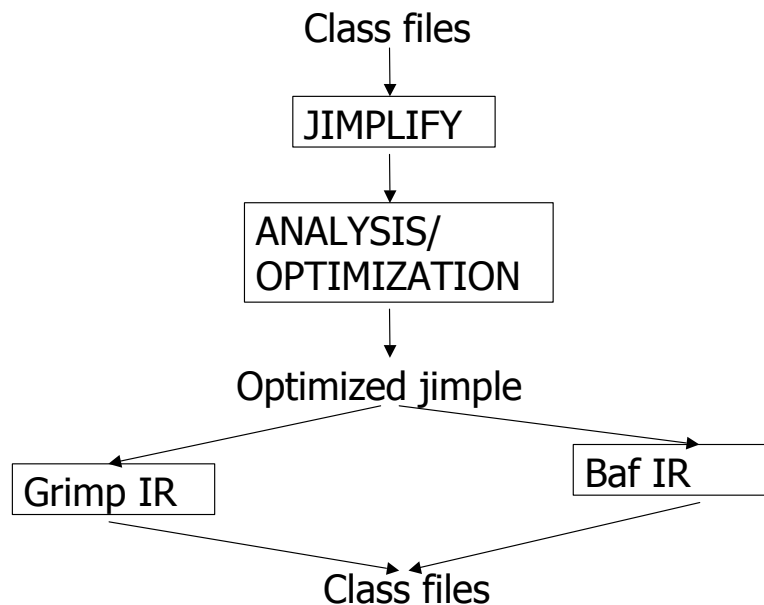 Class files
JIMPLIFY
ANALYSIS/
OPTIMIZATION
Optimized jimple
Grimp IR
Baf IR
Class files